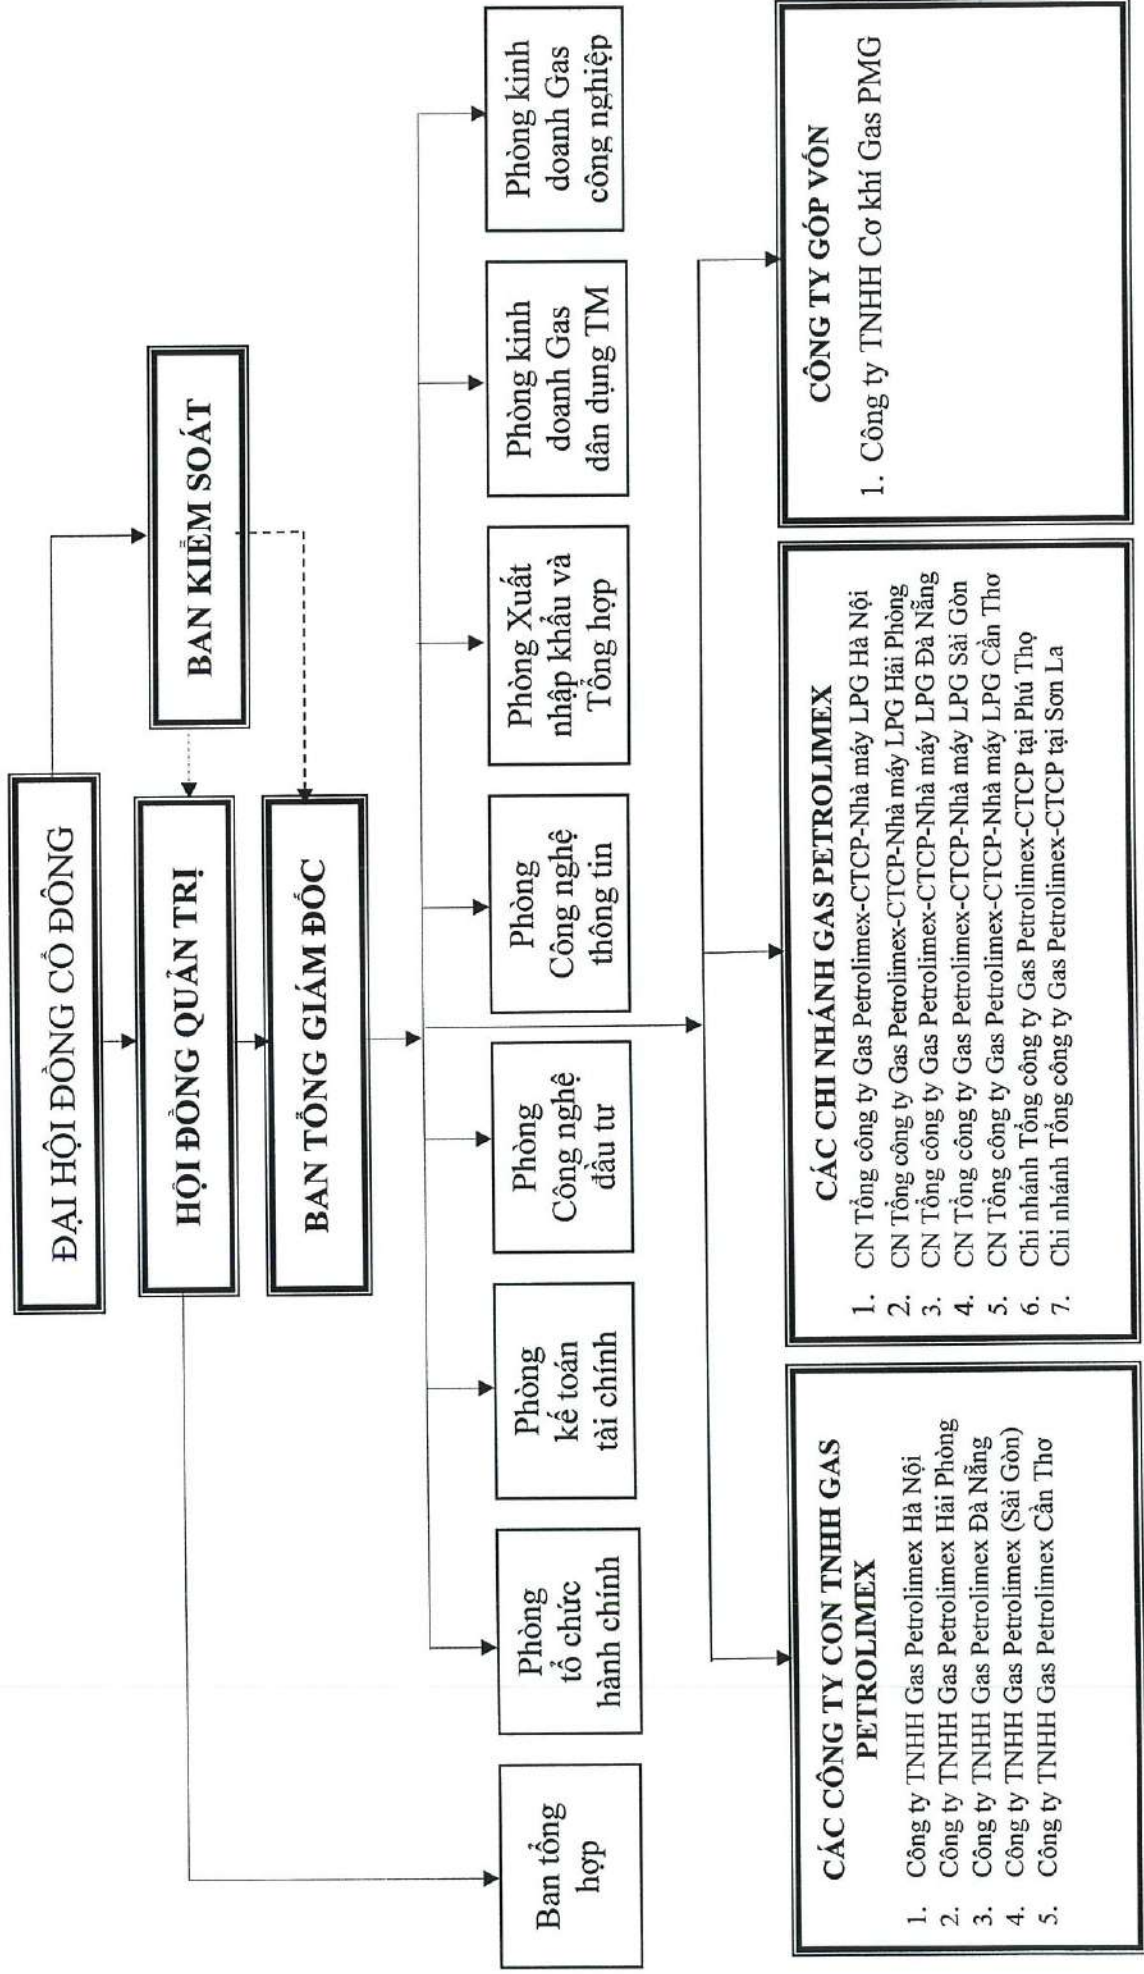 ĐẠI HỘI ĐỒNG CỔ ĐÔNG
BAN KIỂM SOÁT
HỘI ĐỒNG QUẢN TRỊ
BAN TỔNG GIÁM ĐỐC
Ban tổng
hợp
Phòng
tổ chức
hành chính
Phòng
kế toán
tài chính
Phòng
Công nghệ
đầu tư
Phòng
Công nghệ
thông tin
Phòng Xuất
nhập khẩu và
Tổng hợp
Phòng kinh
doanh Gas
dân dụng TM
Phòng kinh
doanh Gas
công nghiệp
CÁC CÔNG TY CON TNHH GAS
PETROLIMEX
1. Công ty TNHH Gas Petrolimex Hà Nội
2. Công ty TNHH Gas Petrolimex Hải Phòng
3. Công ty TNHH Gas Petrolimex Đà Nẵng
4. Công ty TNHH Gas Petrolimex (Sài Gòn)
5. Công ty TNHH Gas Petrolimex Cần Thơ
CÁC CHI NHÁNH GAS PETROLIMEX
1. CN Tổng công ty Gas Petrolimex-CTCP-Nhà máy LPG Hà Nội
2. CN Tổng công ty Gas Petrolimex-CTCP-Nhà máy LPG Hải Phòng
3. CN Tổng công ty Gas Petrolimex-CTCP-Nhà máy LPG Đà Nẵng
4. CN Tổng công ty Gas Petrolimex-CTCP-Nhà máy LPG Sài Gòn
5. CN Tổng công ty Gas Petrolimex-CTCP-Nhà máy LPG Cần Thơ
6. Chi nhánh Tổng công ty Gas Petrolimex-CTCP tại Phú Thọ
7. Chi nhánh Tổng công ty Gas Petrolimex-CTCP tại Sơn La
CÔNG TY GÓP VỐN
1. Công ty TNHH Cơ khí Gas PMG